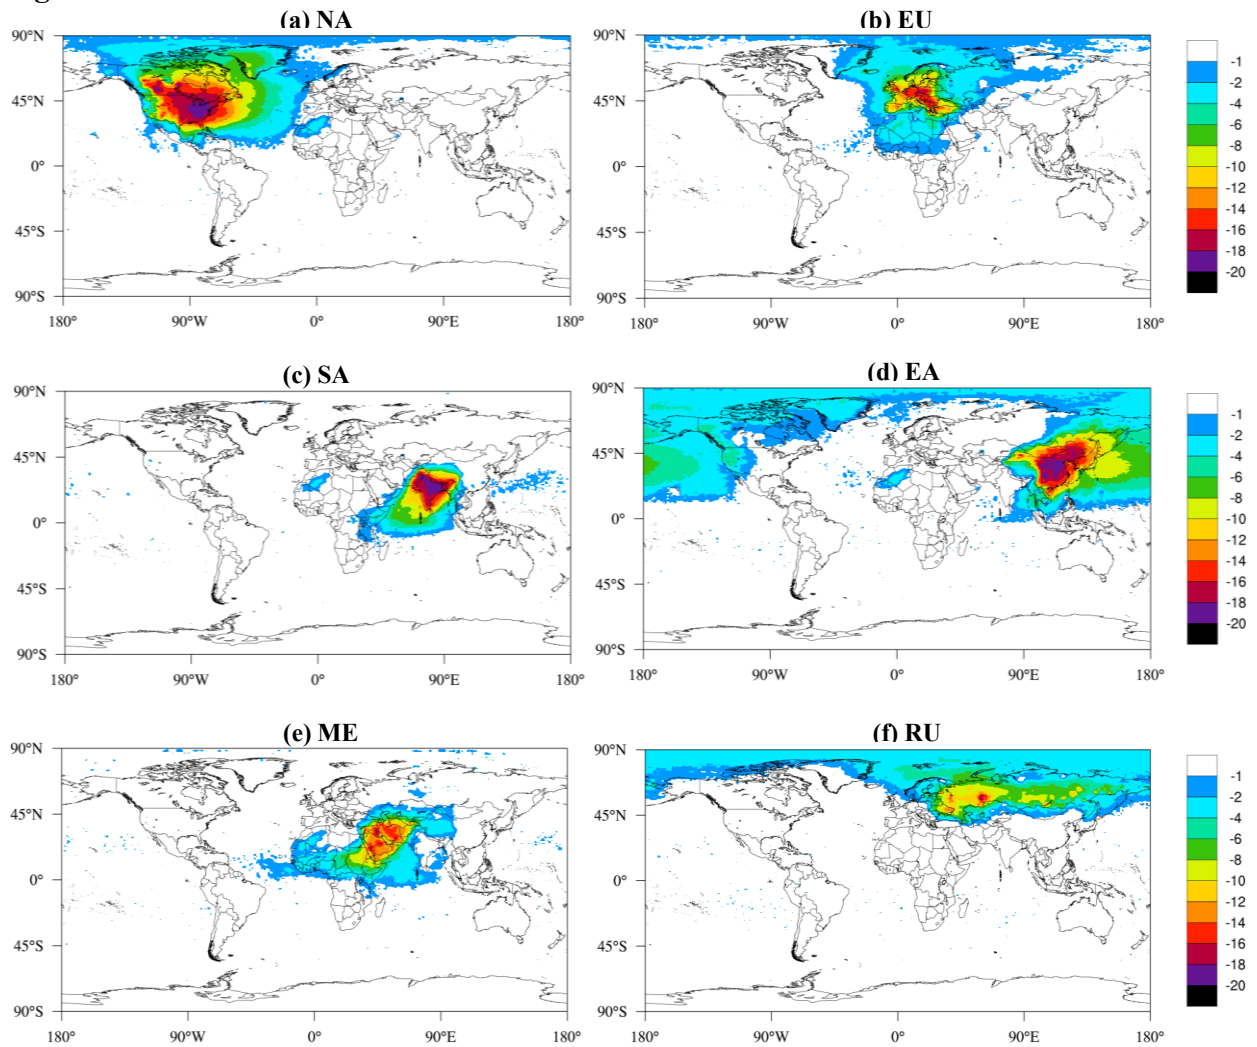 (a) NA
(b) EU
90°N
45°N
0°
45°S
90°S
180°
90°W
0°
90°E
180°
90°N
45°N
0°
45°S
90°S
180°
90°W
0°
90°E
180°
-1
-2
-4
-6
-8
-10
-12
-14
-16
-18
-20
(c) SA
(d) EA
90°N
45°N
0°
45°S
90°S
180°
90°W
0°
90°E
180°
90°N
45°N
0°
45°S
90°S
180°
90°W
0°
90°E
180°
-1
-2
-4
-6
-8
-10
-12
-14
-16
-18
-20
(e) ME
(f) RU
90°N
45°N
0°
45°S
90°S
180°
90°W
0°
90°E
180°
90°N
45°N
0°
45°S
90°S
180°
90°W
0°
90°E
180°
-1
-2
-4
-6
-8
-10
-12
-14
-16
-18
-20